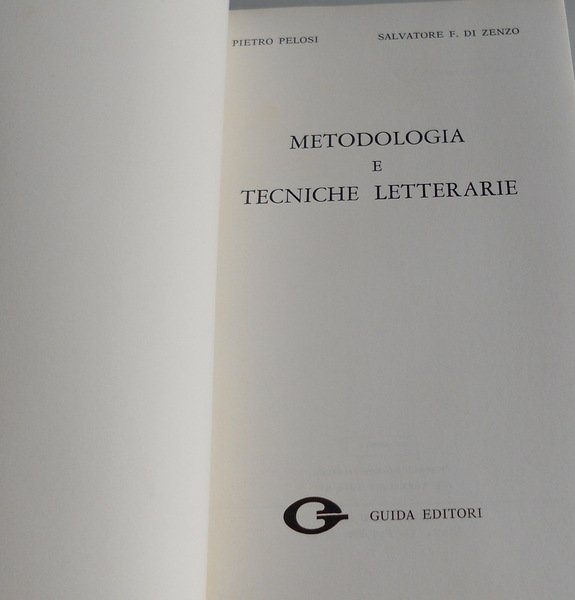 PIETRO PELOSI SALVATORE F. DI ZENZO
METODOLOGIA
E
TECNICHE LETTERARIE
GUIDA EDITORI